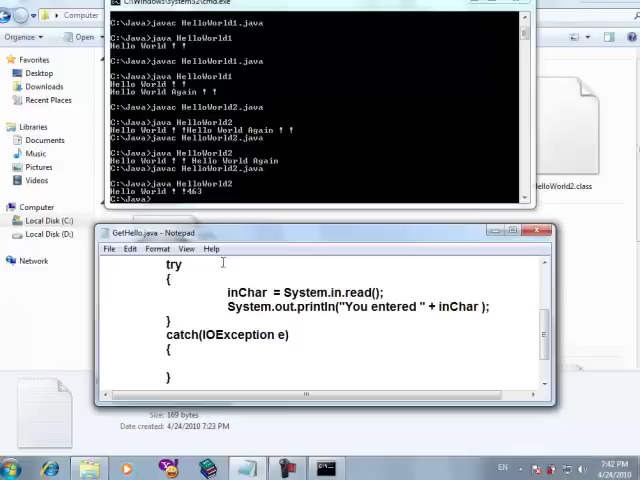 C:\Windows\system32\cmd.exe
Computer
C:\Java>javac HelloWorld1.java
C:\Java>java HelloWorld1
Hello World ! !
C:\Java>javac HelloWorld1.java
C:\Java>java HelloWorld1
Hello World ! !
Hello World Again ! !
C:\Java>javac HelloWorld2.java
C:\Java>java HelloWorld2
Hello World ! !Hello World Again ! !
C:\Java>javac HelloWorld2.java
C:\Java>java HelloWorld2
Hello World ! ! Hello World Again
C:\Java>javac HelloWorld2.java
C:\Java>java HelloWorld2
Hello World ! !463
C:\Java>
Organize
Open
Favorites
Desktop
Downloads
Recent Places
Libraries
Documents
Music
Pictures
Videos
Computer
Local Disk (C:)
Local Disk (D:)
Network
HelloWorld2.class
GetHello.java - Notepad
File Edit Format View Help
try
{
inChar = System.in.read();
System.out.println("You entered " + inChar );
}
catch(IOException e)
{
}
Size: 169 bytes
Date created: 4/24/2010 7:23 PM
EN
7:42 PM
4/24/2010